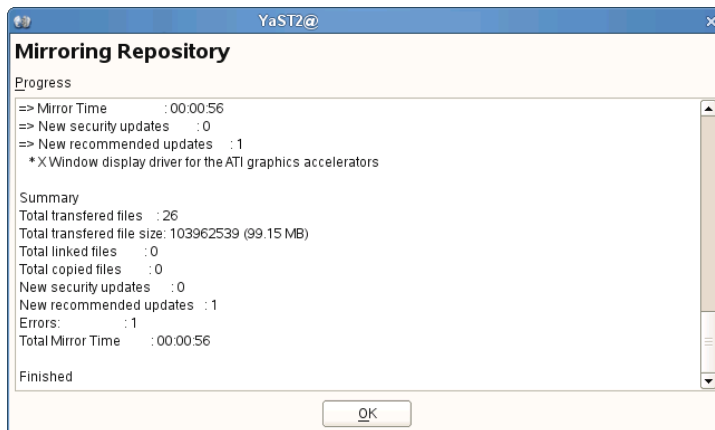 YaST2@
Mirroring Repository
Progress
=> Mirror Time : 00:00:56
=> New security updates : 0
=> New recommended updates : 1
* X Window display driver for the ATI graphics accelerators
Summary
Total transfered files : 26
Total transfered file size: 103962539 (99.15 MB)
Total linked files : 0
Total copied files : 0
New security updates : 0
New recommended updates : 1
Errors: : 1
Total Mirror Time : 00:00:56
Finished
OK